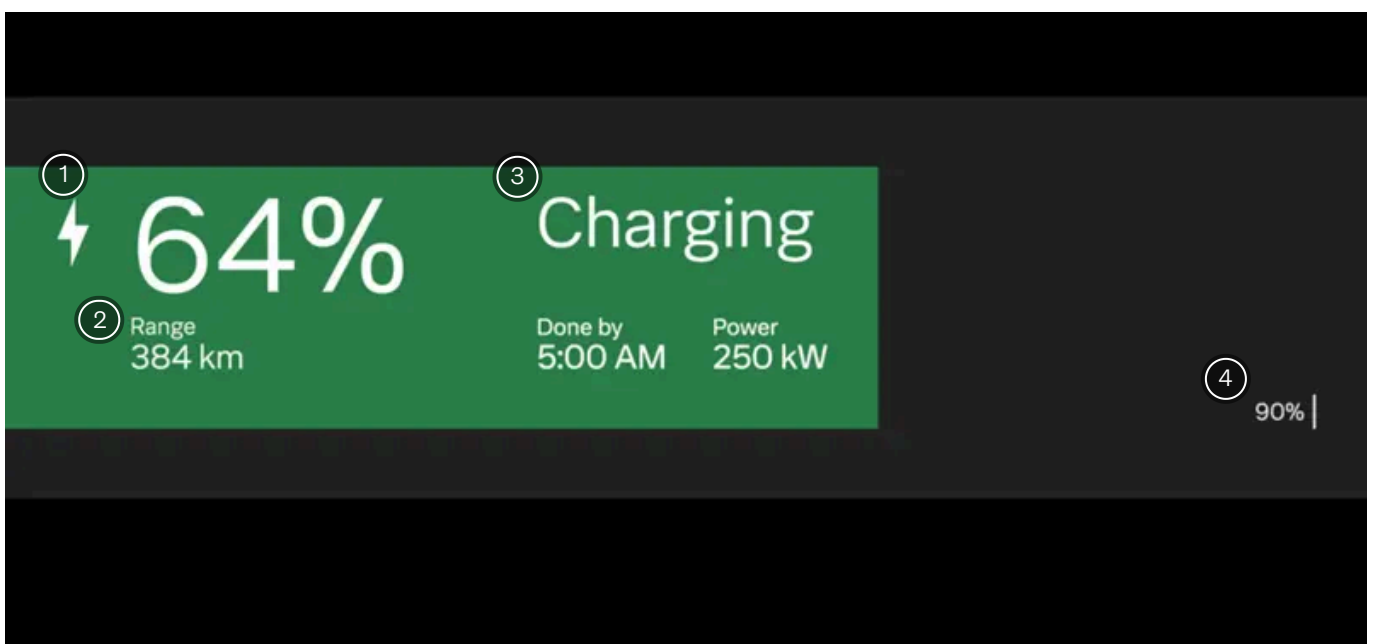 1
64%
3
Charging
2
Range
384 km
Done by
5:00 AM
Power
250 kW
4
90%